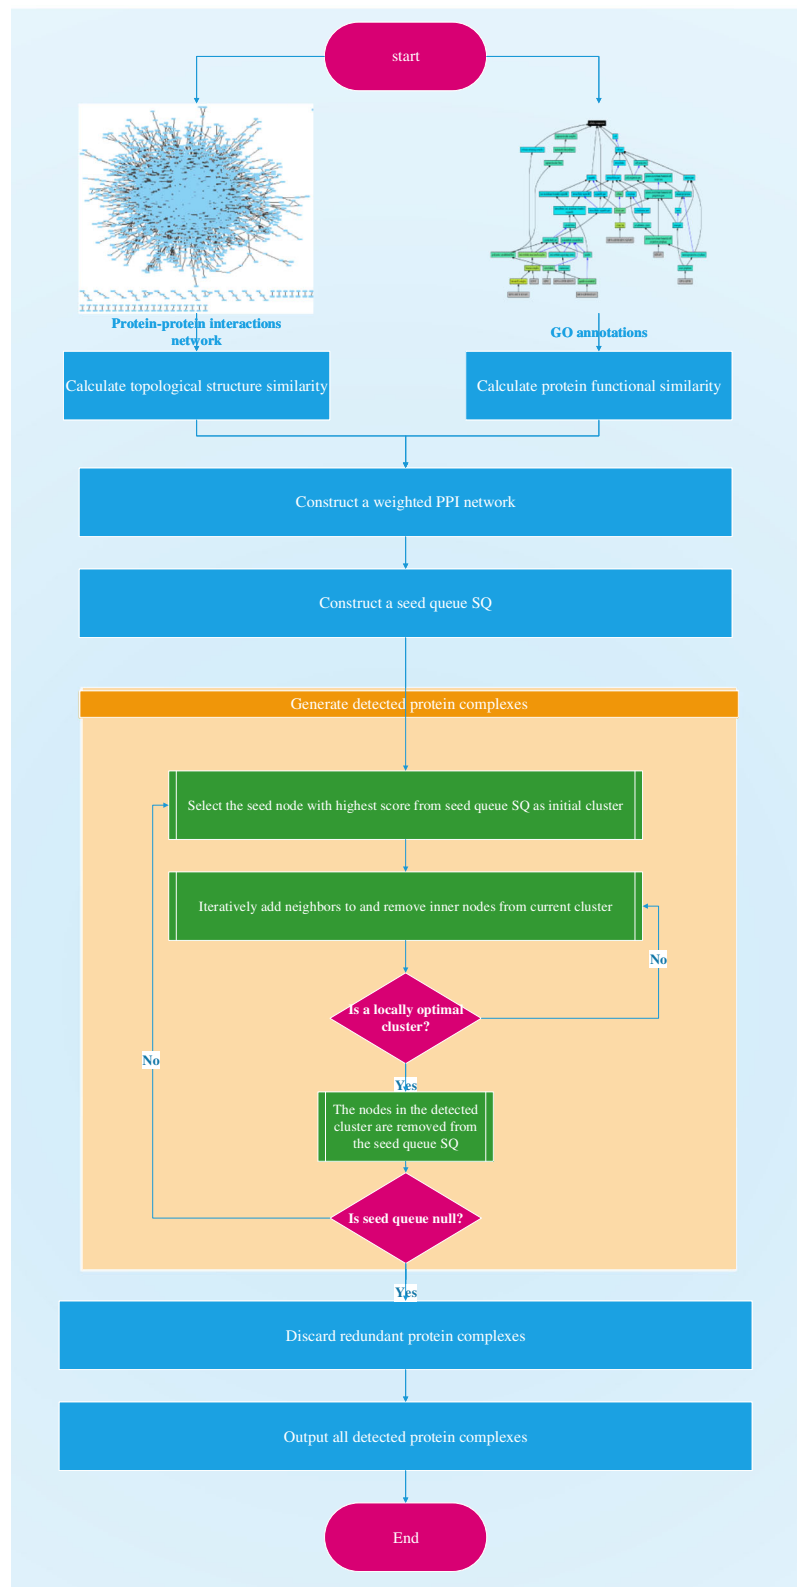 start
Protein-protein interactions
network
GO annotations
Calculate topological structure similarity
Calculate protein functional similarity
Construct a weighted PPI network
Construct a seed queue SQ
Generate detected protein complexes
Select the seed node with highest score from seed queue SQ as initial cluster
Iteratively add neighbors to and remove inner nodes from current cluster
No
Is a locally optimal
cluster?
No
Yes
The nodes in the detected
cluster are removed from
the seed queue SQ
Is seed queue null?
Yes
Discard redundant protein complexes
Output all detected protein complexes
End